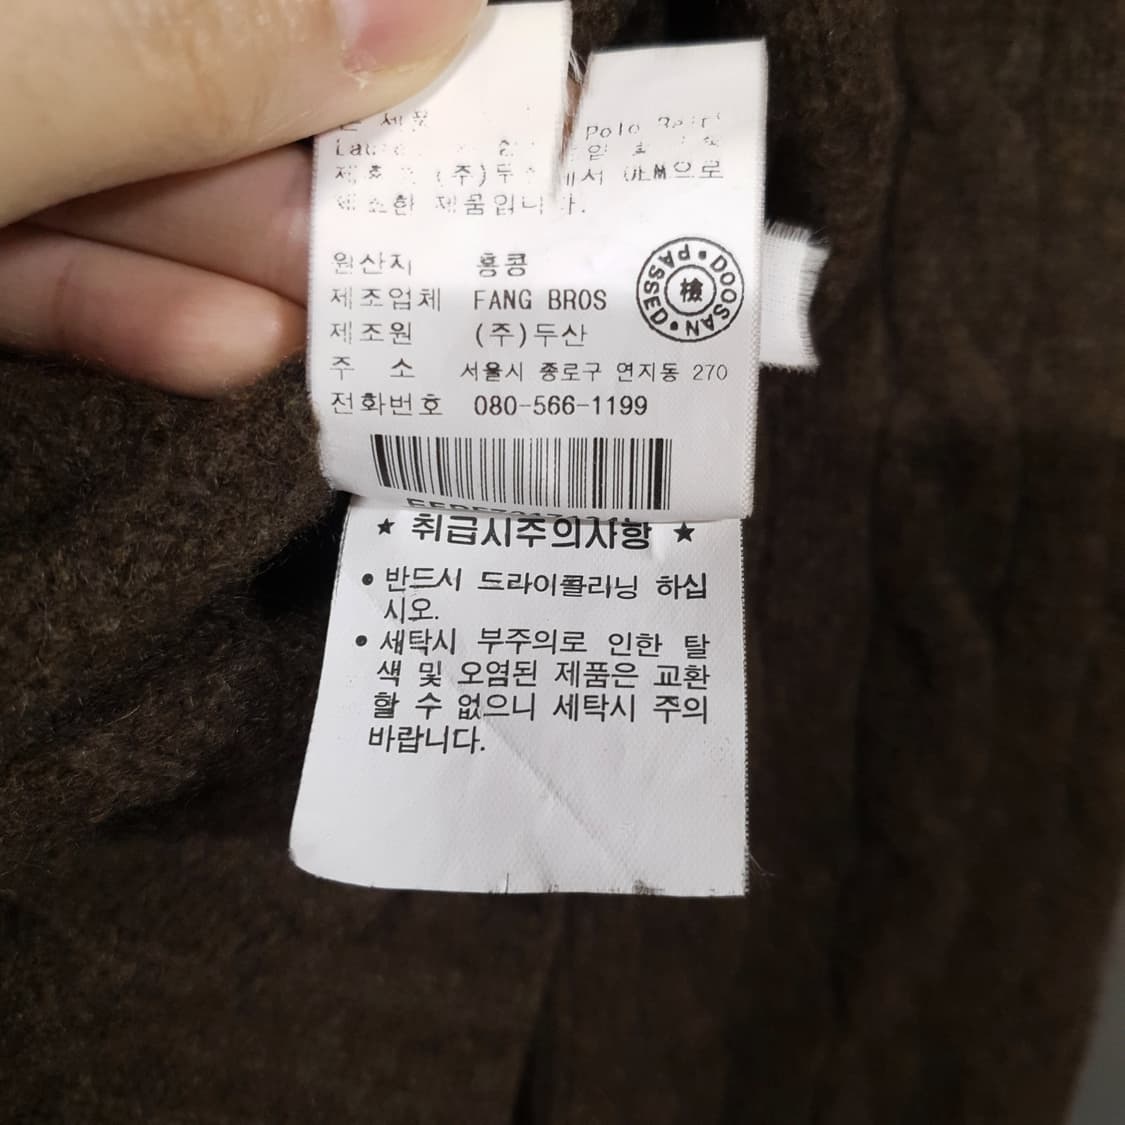 Polo
(주)두 에서 OEM으로
제조한 제품입니다.
원산지 홍콩
제조업체 FANG BROS
제조원 (주)두산
주 소 서울시 종로구 연지동 270
전화번호 080-566-1199
DOOSAN • PASSED •
檢
★ 취급시주의사항 ★
• 반드시 드라이클리닝 하십
시오.
• 세탁시 부주의로 인한 탈
색 및 오염된 제품은 교환
할 수 없으니 세탁시 주의
바랍니다.